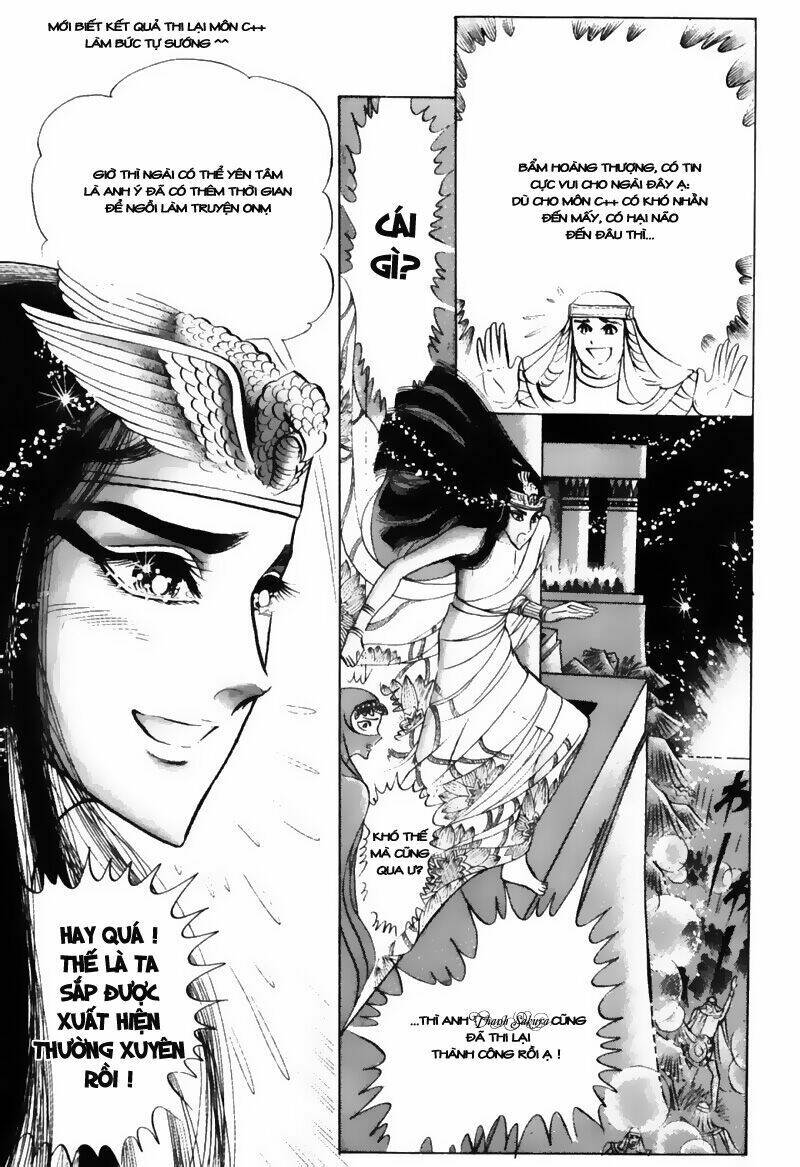 MỚI BIẾT KẾT QUẢ THI LẠI MÔN C++
LÀM BỨC TỰ SƯỚNG ^^
BẨM HOÀNG THƯỢNG, CÓ TIN
CỰC VUI CHO NGÀI ĐÂY Ạ:
DÙ CHO MÔN C++ CÓ KHÓ NHẰN
ĐẾN MẤY, CÓ HẠI NÃO
ĐẾN ĐÂU THÌ...
CÁI
GÌ?
KHÓ THẾ
MÀ CŨNG
QUA Ư?
...THÌ ANH Thanh Sakura CŨNG
ĐÃ THI LẠI
THÀNH CÔNG RỒI Ạ !
GIỜ THÌ NGÀI CÓ THỂ YÊN TÂM
LÀ ANH Ý ĐÃ CÓ THÊM THỜI GIAN
ĐỂ NGỒI LÀM TRUYỆN ONMỊ
HAY QUÁ !
THẾ LÀ TA
SẮP ĐƯỢC
XUẤT HIỆN
THƯỜNG XUYÊN
RỒI !